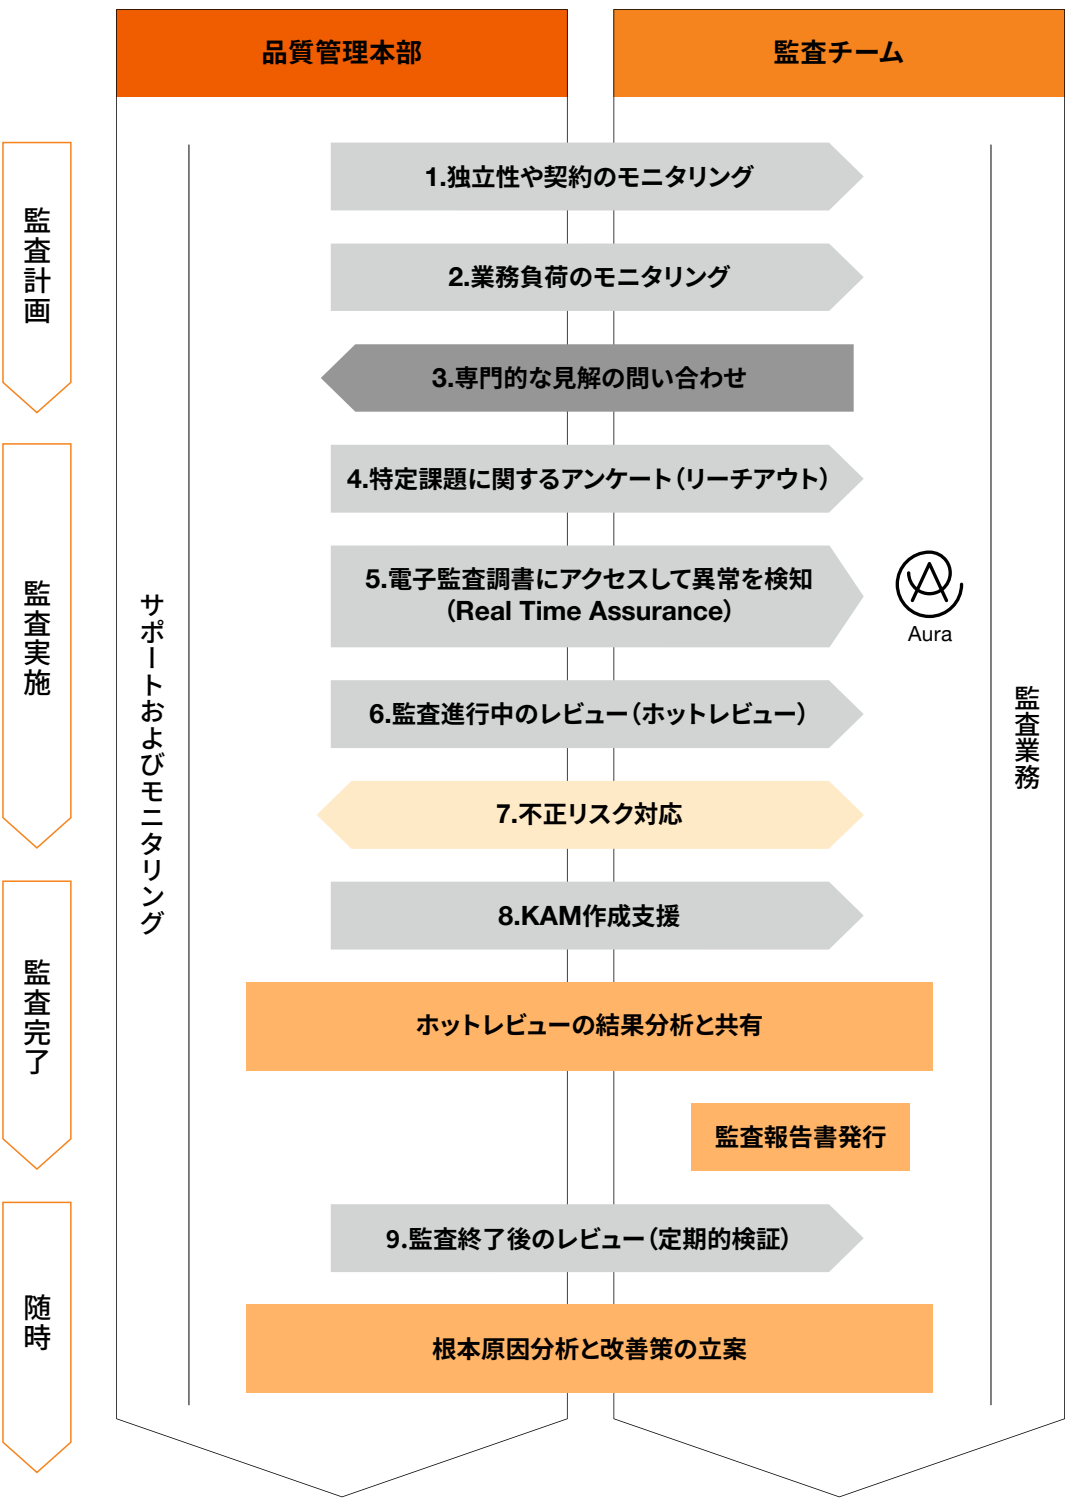 品質管理本部
監査チーム
監査計画
1.独立性や契約のモニタリング
2.業務負荷のモニタリング
3.専門的な見解の問い合わせ
監査実施
4.特定課題に関するアンケート（リーチアウト）
5.電子監査調書にアクセスして異常を検知
（Real Time Assurance）
Aura
6.監査進行中のレビュー（ホットレビュー）
7.不正リスク対応
サポートおよびモニタリング
監査業務
監査完了
8.KAM作成支援
ホットレビューの結果分析と共有
監査報告書発行
随時
9.監査終了後のレビュー（定期的検証）
根本原因分析と改善策の立案